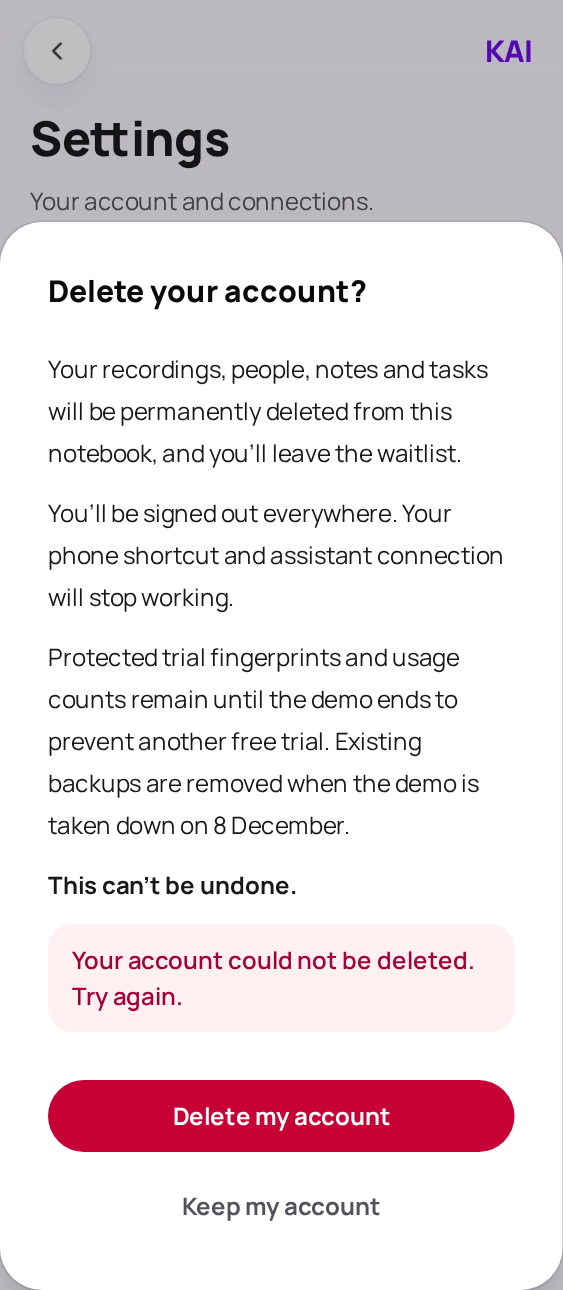 KAI
Settings
Your account and connections.
Delete your account?
Your recordings, people, notes and tasks
will be permanently deleted from this
notebook, and you’ll leave the waitlist.
You’ll be signed out everywhere. Your
phone shortcut and assistant connection
will stop working.
Protected trial fingerprints and usage
counts remain until the demo ends to
prevent another free trial. Existing
backups are removed when the demo is
taken down on 8 December.
This can’t be undone.
Your account could not be deleted.
Try again.
Delete my account
Keep my account